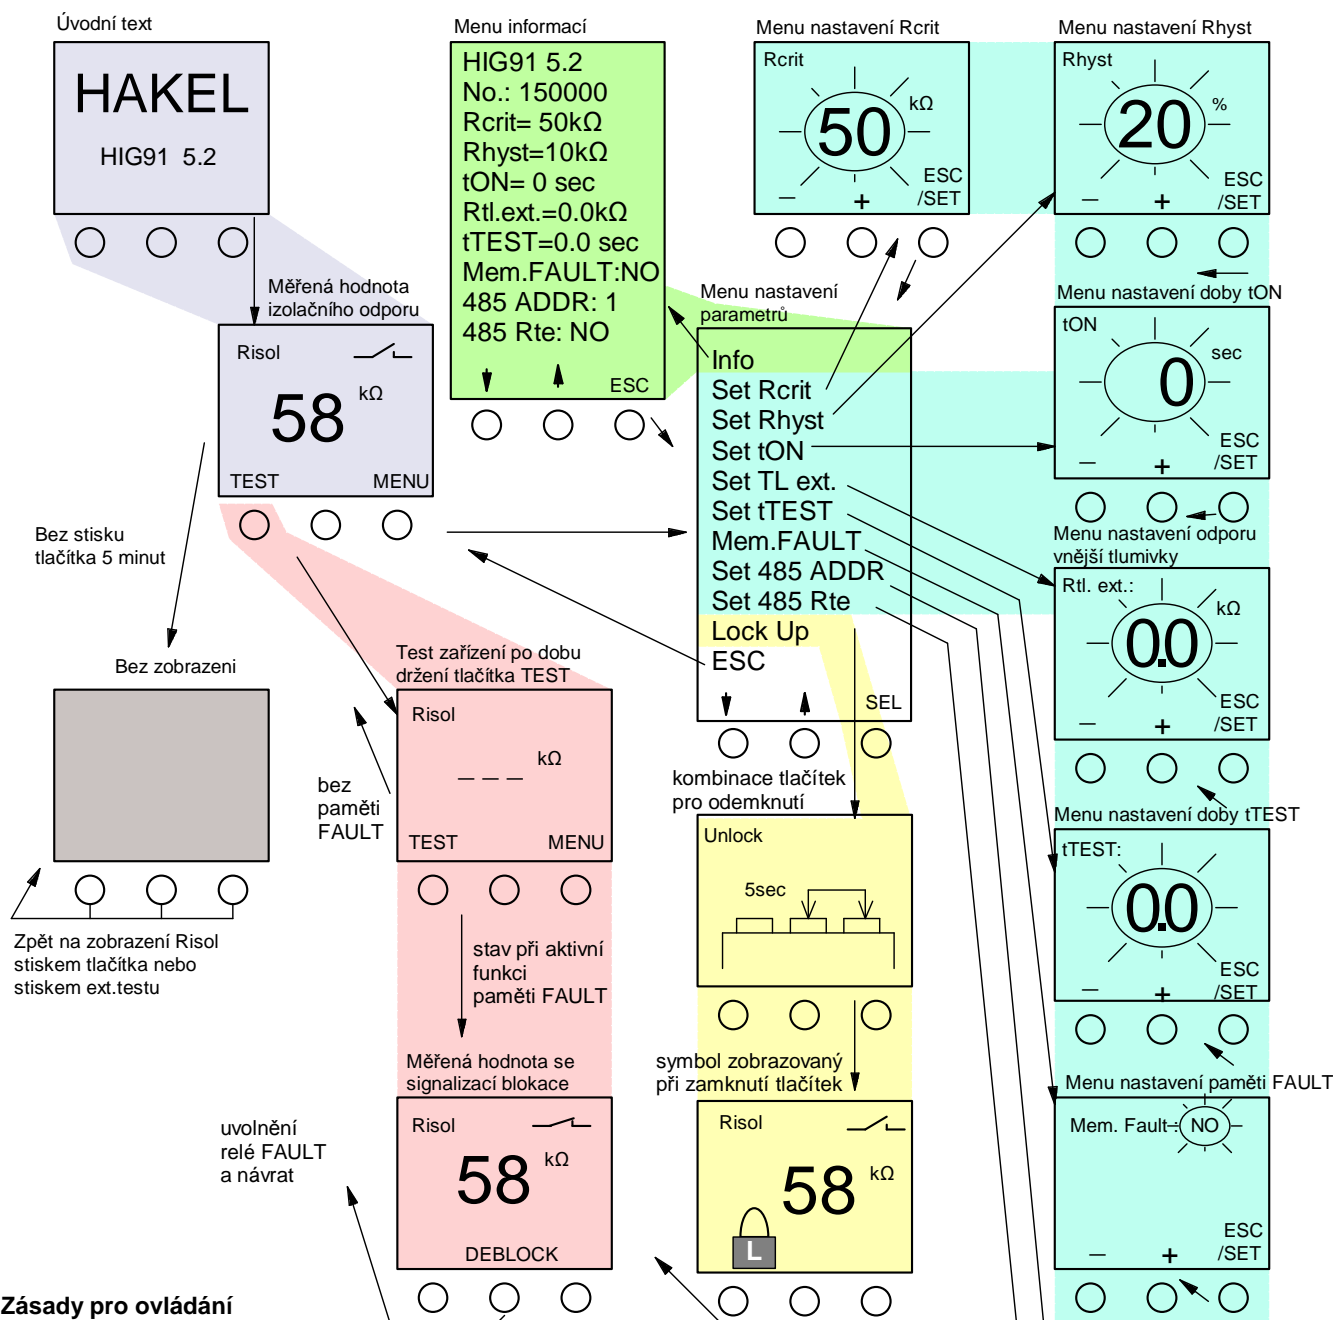 Úvodní text
HAKEL
HIG91 5.2
Menu informací
HIG91 5.2
No.: 150000
Rcrit= 50kΩ
Rhyst=10kΩ
tON= 0 sec
Rtl.ext.=0.0kΩ
tTEST=0.0 sec
Mem.FAULT:NO
485 ADDR: 1
485 Rte: NO
ESC
Menu nastavení Rcrit
Rcrit
50 kΩ
ESC
– + /SET
Menu nastavení Rhyst
Rhyst
20 %
ESC
– + /SET
Měřená hodnota
izolačního odporu
Risol
58 kΩ
TEST MENU
Menu nastavení
parametrů
Info
Set Rcrit
Set Rhyst
Set tON
Set TL ext.
Set tTEST
Mem.FAULT
Set 485 ADDR
Set 485 Rte
Lock Up
ESC
SEL
Menu nastavení doby tON
tON
0 sec
ESC
– + /SET
Bez stisku
tlačítka 5 minut
Bez zobrazeni
Zpět na zobrazení Risol
stiskem tlačítka nebo
stiskem ext.testu
Menu nastavení odporu
vnější tlumivky
Rtl. ext.:
0.0 kΩ
ESC
– + /SET
Test zařízení po dobu
držení tlačítka TEST
Risol
– – – kΩ
TEST MENU
bez
paměti
FAULT
kombinace tlačítek
pro odemknutí
Unlock
5sec
Menu nastavení doby tTEST
tTEST:
0.0
ESC
– + /SET
stav při aktivní
funkci
paměti FAULT
Měřená hodnota se
signalizací blokace
Risol
58 kΩ
DEBLOCK
symbol zobrazovaný
při zamknutí tlačítek
Risol
58 kΩ
L
Menu nastavení paměti FAULT
Mem. Fault : NO
ESC
– + /SET
uvolnění
relé FAULT
a návrat
Zásady pro ovládání